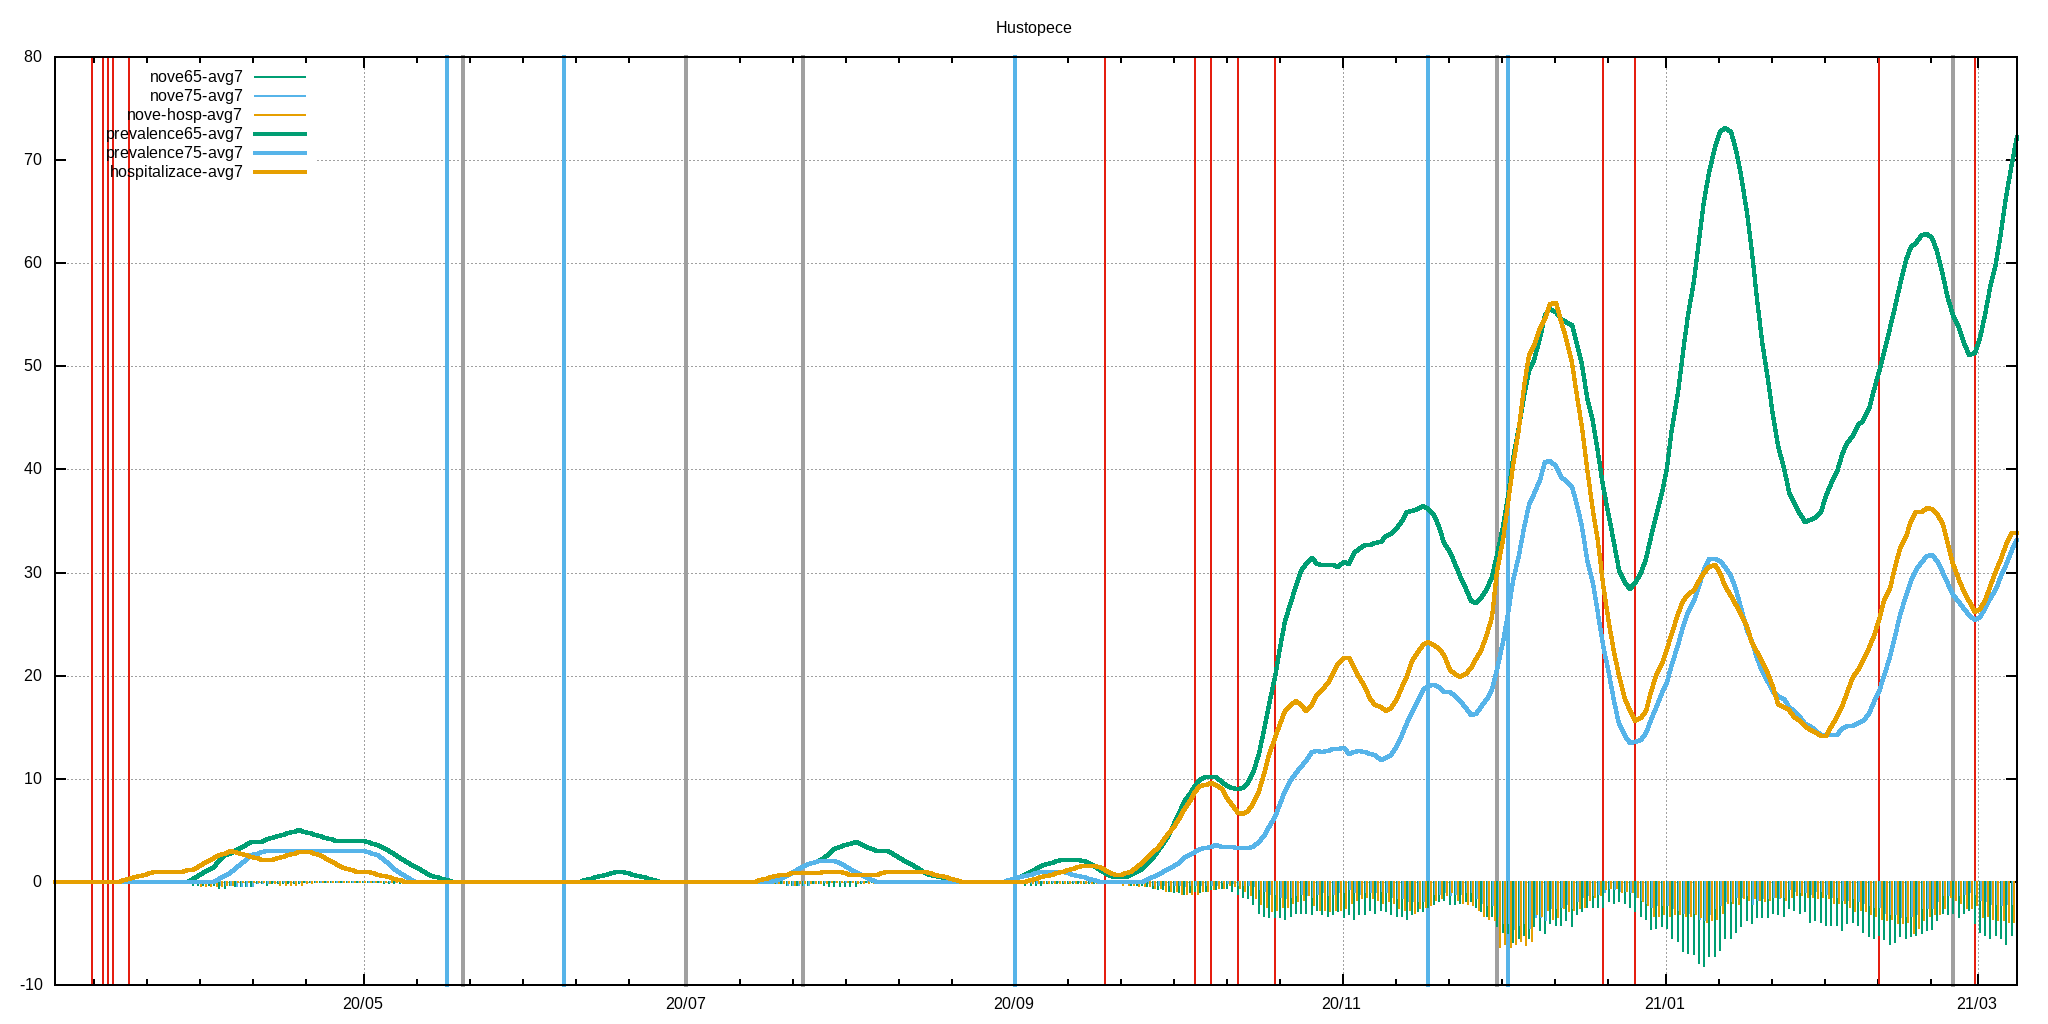 Hustopece
80
70
60
50
40
30
20
10
0
-10
nove65-avg7
nove75-avg7
nove-hosp-avg7
prevalence65-avg7
prevalence75-avg7
hospitalizace-avg7
20/05
20/07
20/09
20/11
21/01
21/03